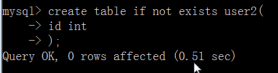 mysql> create table if not exists user2(
    -> id int
    -> );
Query OK, 0 rows affected (0.51 sec)